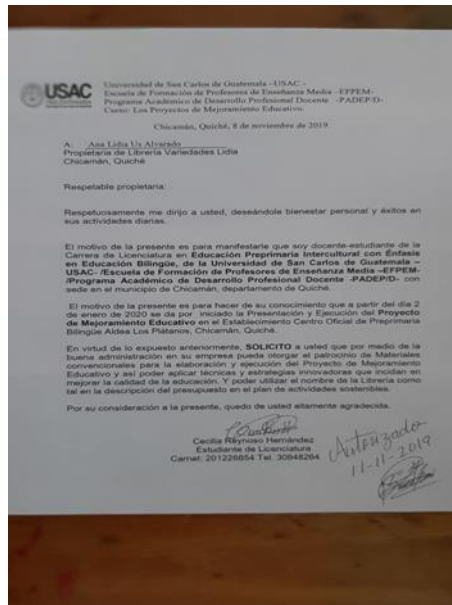 USAC
Universidad de San Carlos de Guatemala -USAC -
Escuela de Formación de Profesores de Enseñanza Media -EFPEM-
Programa Académico de Desarrollo Profesional Docente -PADEP/D-
Curso: Los Proyectos de Mejoramiento Educativo.
Chicamán, Quiché, 8 de noviembre de 2019.
A: Ana Lidia Us Alvarado
Propietaria de Librería Variedades Lidia
Chicamán, Quiché
Respetable propietaria:
Respetuosamente me dirijo a usted, deseándole bienestar personal y éxitos en
sus actividades diarias.
El motivo de la presente es para manifestarle que soy docente-estudiante de la
Carrera de Licenciatura en Educación Preprimaria Intercultural con Énfasis
en Educación Bilingüe, de la Universidad de San Carlos de Guatemala –
USAC- /Escuela de Formación de Profesores de Enseñanza Media –EFPEM-
/Programa Académico de Desarrollo Profesional Docente -PADEP/D- con
sede en el municipio de Chicamán, departamento de Quiché.
El motivo de la presente es para hacer de su conocimiento que a partir del día 2
de enero de 2020 se da por iniciado la Presentación y Ejecución del Proyecto
de Mejoramiento Educativo en el Establecimiento Centro Oficial de Preprimaria
Bilingüe Aldea Los Plátanos, Chicamán, Quiché.
En virtud de lo expuesto anteriormente, SOLICITO a usted que por medio de la
buena administración en su empresa pueda otorgar el patrocinio de Materiales
convencionales para la elaboración y ejecución del Proyecto de Mejoramiento
Educativo y así poder aplicar técnicas y estrategias innovadoras que incidan en
mejorar la calidad de la educación. Y poder utilizar el nombre de la Librería como
tal en la descripción del presupuesto en el plan de actividades sostenibles.
Por su consideración a la presente, quedo de usted altamente agradecida.
Cecilia Raynoso Hernández
Estudiante de Licenciatura
Carnet: 201226854 Tel. 30848264
Autorizado
11-11-2019